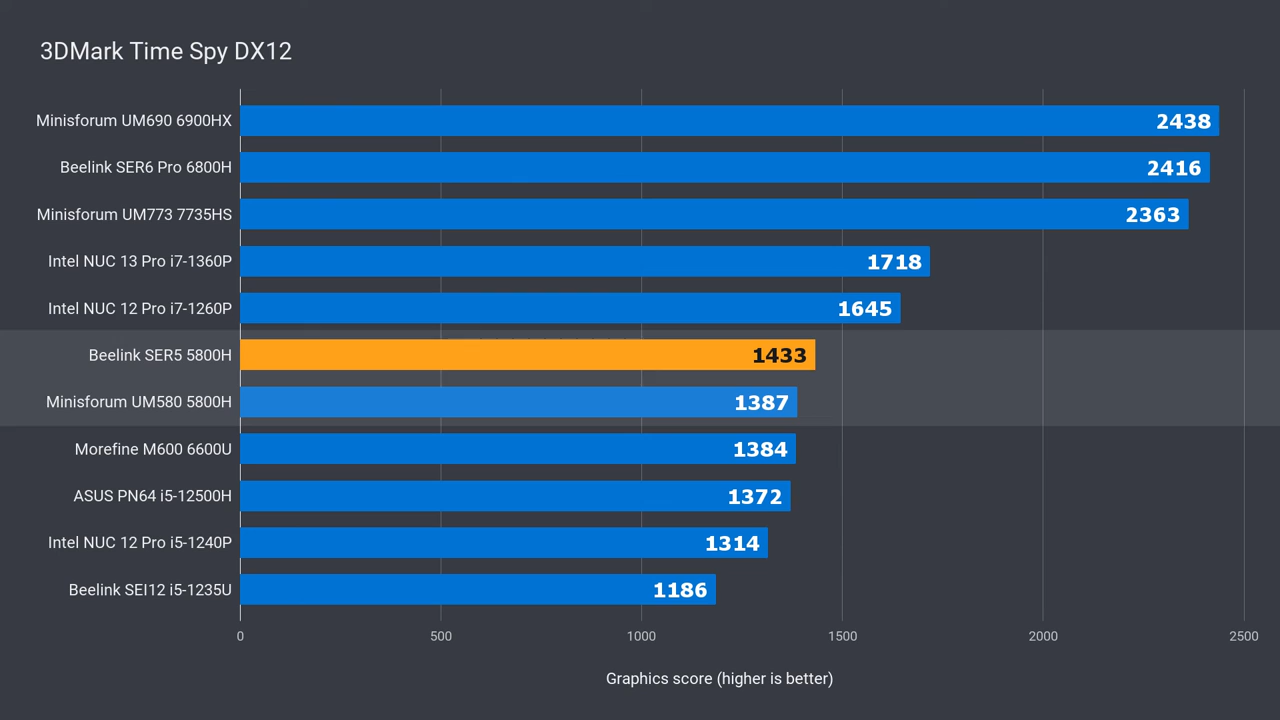 3DMark Time Spy DX12
Minisforum UM690 6900HX 2438
Beelink SER6 Pro 6800H 2416
Minisforum UM773 7735HS 2363
Intel NUC 13 Pro i7-1360P 1718
Intel NUC 12 Pro i7-1260P 1645
Beelink SER5 5800H 1433
Minisforum UM580 5800H 1387
Morefine M600 6600U 1384
ASUS PN64 i5-12500H 1372
Intel NUC 12 Pro i5-1240P 1314
Beelink SEI12 i5-1235U 1186
0 500 1000 1500 2000 2500
Graphics score (higher is better)